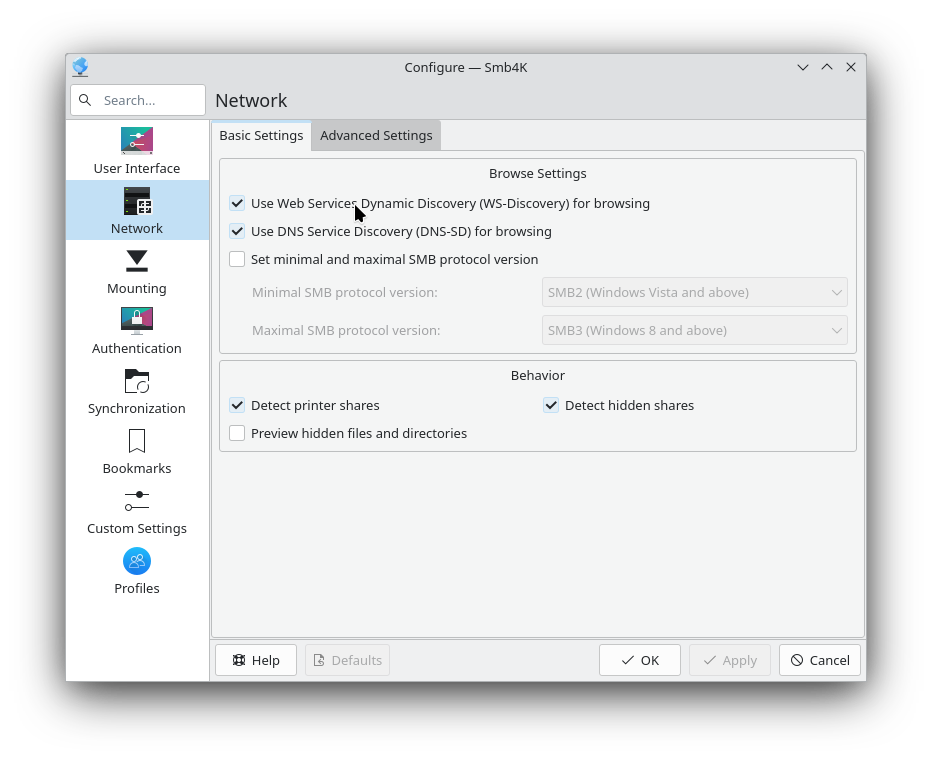 Configure — Smb4K
Search...
Network
User Interface
Network
Mounting
Authentication
Synchronization
Bookmarks
Custom Settings
Profiles
Basic Settings
Advanced Settings
Browse Settings
Use Web Services Dynamic Discovery (WS-Discovery) for browsing
Use DNS Service Discovery (DNS-SD) for browsing
Set minimal and maximal SMB protocol version
Minimal SMB protocol version:
SMB2 (Windows Vista and above)
Maximal SMB protocol version:
SMB3 (Windows 8 and above)
Behavior
Detect printer shares
Detect hidden shares
Preview hidden files and directories
Help
Defaults
OK
Apply
Cancel